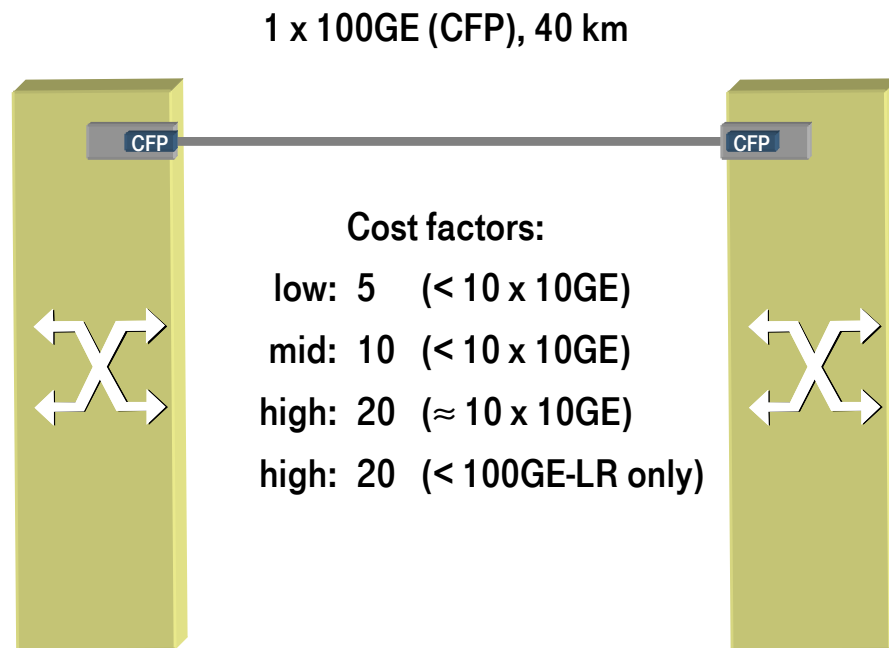 1 x 100GE (CFP), 40 km
CFP
CFP
Cost factors:
low: 5 (< 10 x 10GE)
mid: 10 (< 10 x 10GE)
high: 20 (≈ 10 x 10GE)
high: 20 (< 100GE-LR only)